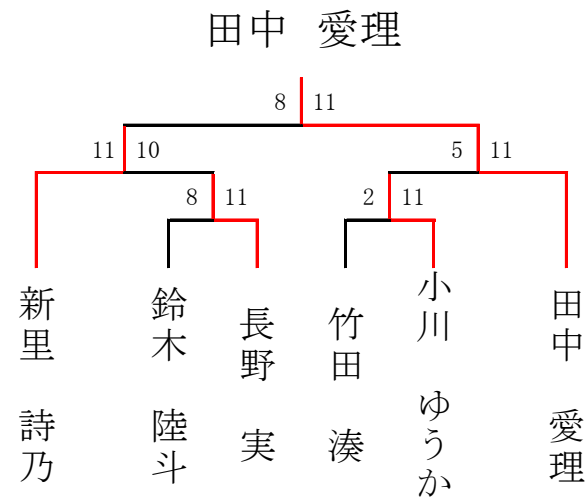 田中 愛理
8 11
11 10
5 11
8 11
2 11
新里 詩乃
鈴木 陸斗
長野 実
竹田 湊
小川 ゆうか
田中 愛理